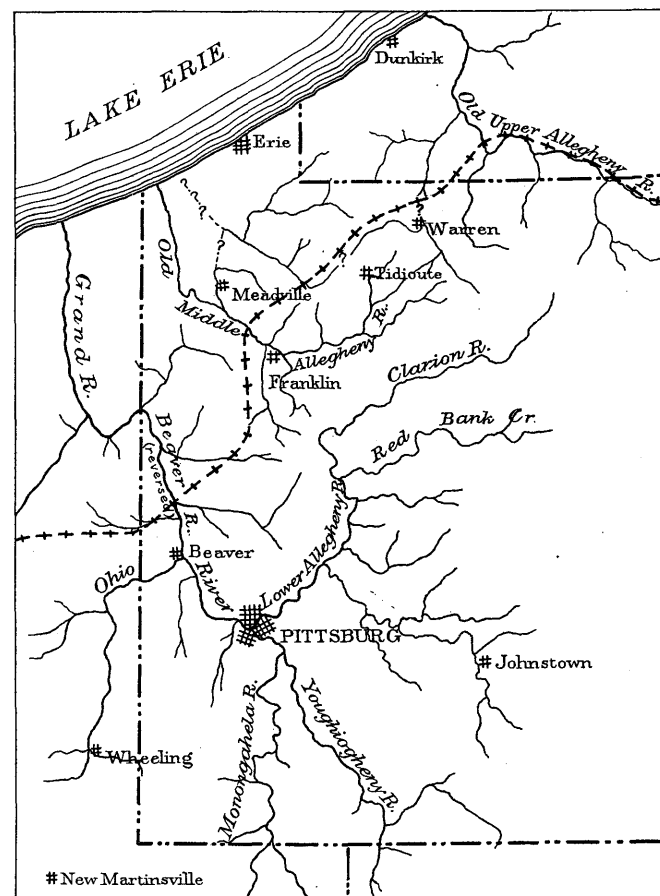 Dunkirk
LAKE ERIE
Old Upper Allegheny R.
Erie
?
?
?
?
?
?
Warren
Old Middle Allegheny R.
Tidioute
Meadville
Grand R.
Franklin
Clarion R.
Red Bank Cr.
Beaver R.
(reversed)
Lower Allegheny R.
Beaver
Ohio River
PITTSBURG
Johnstown
Monongahela R.
Youghiogheny R.
Wheeling
New Martinsville